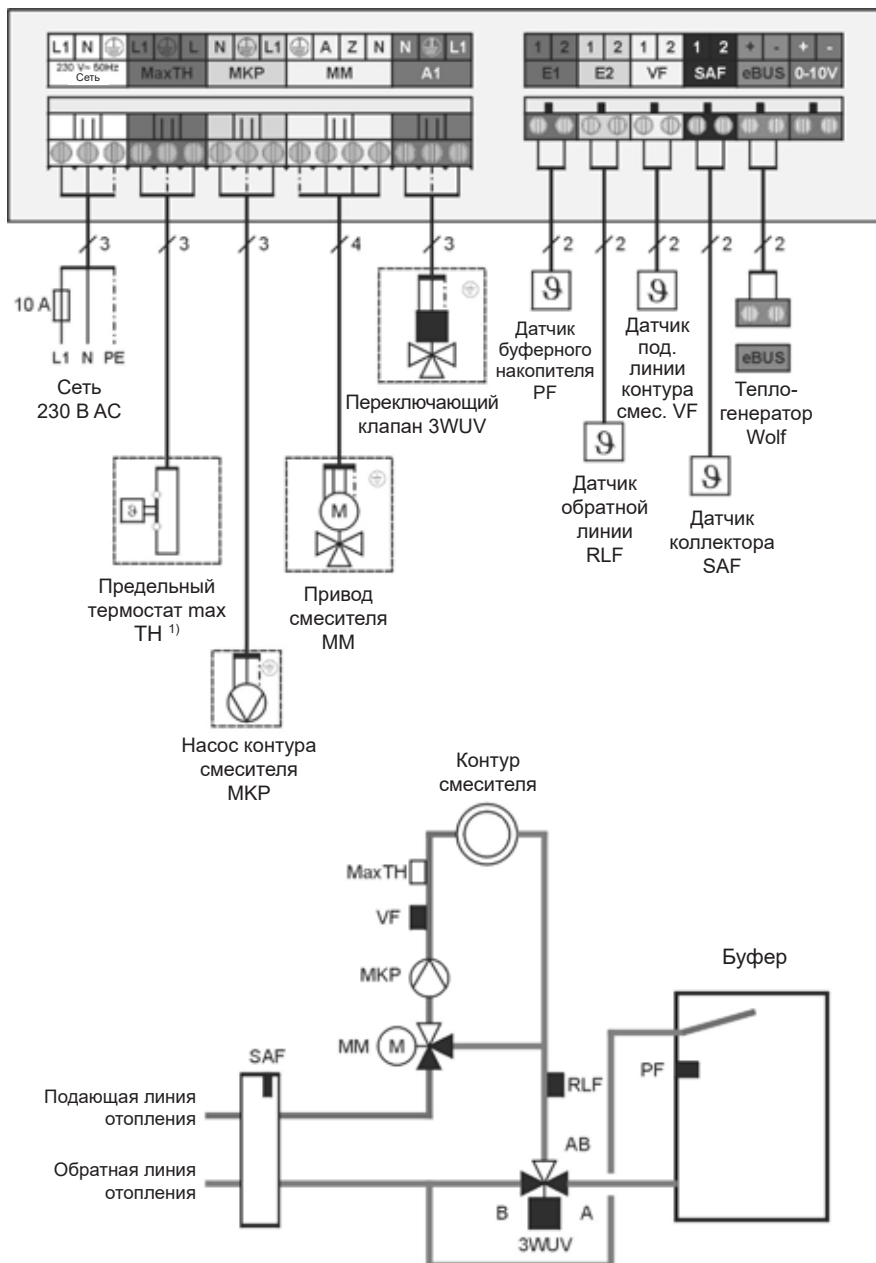 L1 N L1 L N L1 A Z N N L1
230 V~ 50Hz
Сеть
MaxTH MKP MM A1
1 2 1 2 1 2 1 2 + - + -
E1 E2 VF SAF eBUS 0-10V
3 3 3 4 3 2 2 2 2 2
10 A
L1 N PE
Сеть
230 В AC
Предельный
термостат max
TH 1)
Насос контура
смесителя
MKP
M
Привод
смесителя
MM
Переключающий
клапан 3WUV
ϑ
ϑ
Датчик
буферного
накопителя
PF
ϑ
Датчик
обратной
линии
RLF
ϑ
Датчик
под.
линии
контура
смес. VF
ϑ
Датчик
коллектора
SAF
eBUS
Тепло-
генератор
Wolf
Контур
смесителя
MaxTH
VF
MKP
MM M
SAF
Подающая линия
отопления
Обратная линия
отопления
RLF
AB
B A
3WUV
Буфер
PF